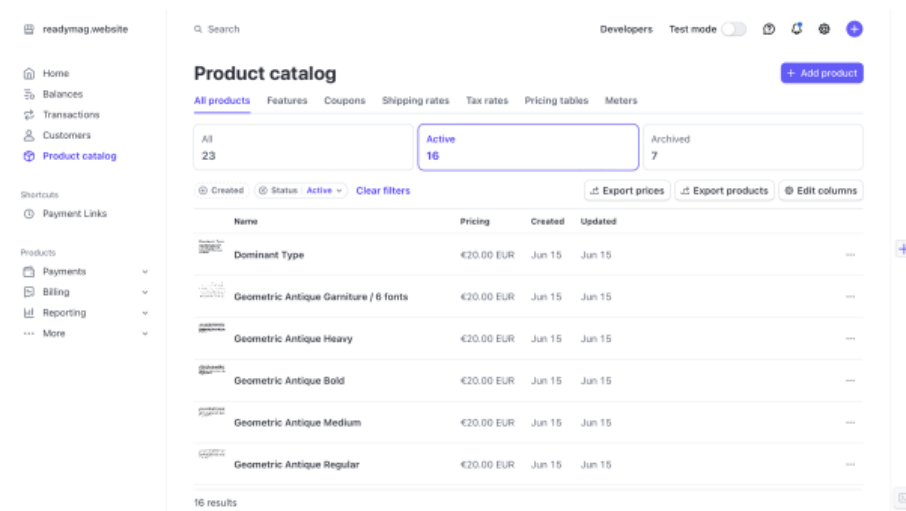 readymag.website
Search
Developers Test mode
Home
Balances
Transactions
Customers
Product catalog
Shortcuts
Payment Links
Products
Payments
Billing
Reporting
More
Product catalog
+ Add product
All products Features Coupons Shipping rates Tax rates Pricing tables Meters
All
23
Active
16
Archived
7
Created Status Active Clear filters
Export prices Export products Edit columns
Name Pricing Created Updated
Dominant Type €20.00 EUR Jun 15 Jun 15
Geometric Antique Garniture / 6 fonts €20.00 EUR Jun 15 Jun 15
Geometric Antique Heavy €20.00 EUR Jun 15 Jun 15
Geometric Antique Bold €20.00 EUR Jun 15 Jun 15
Geometric Antique Medium €20.00 EUR Jun 15 Jun 15
Geometric Antique Regular €20.00 EUR Jun 15 Jun 15
16 results